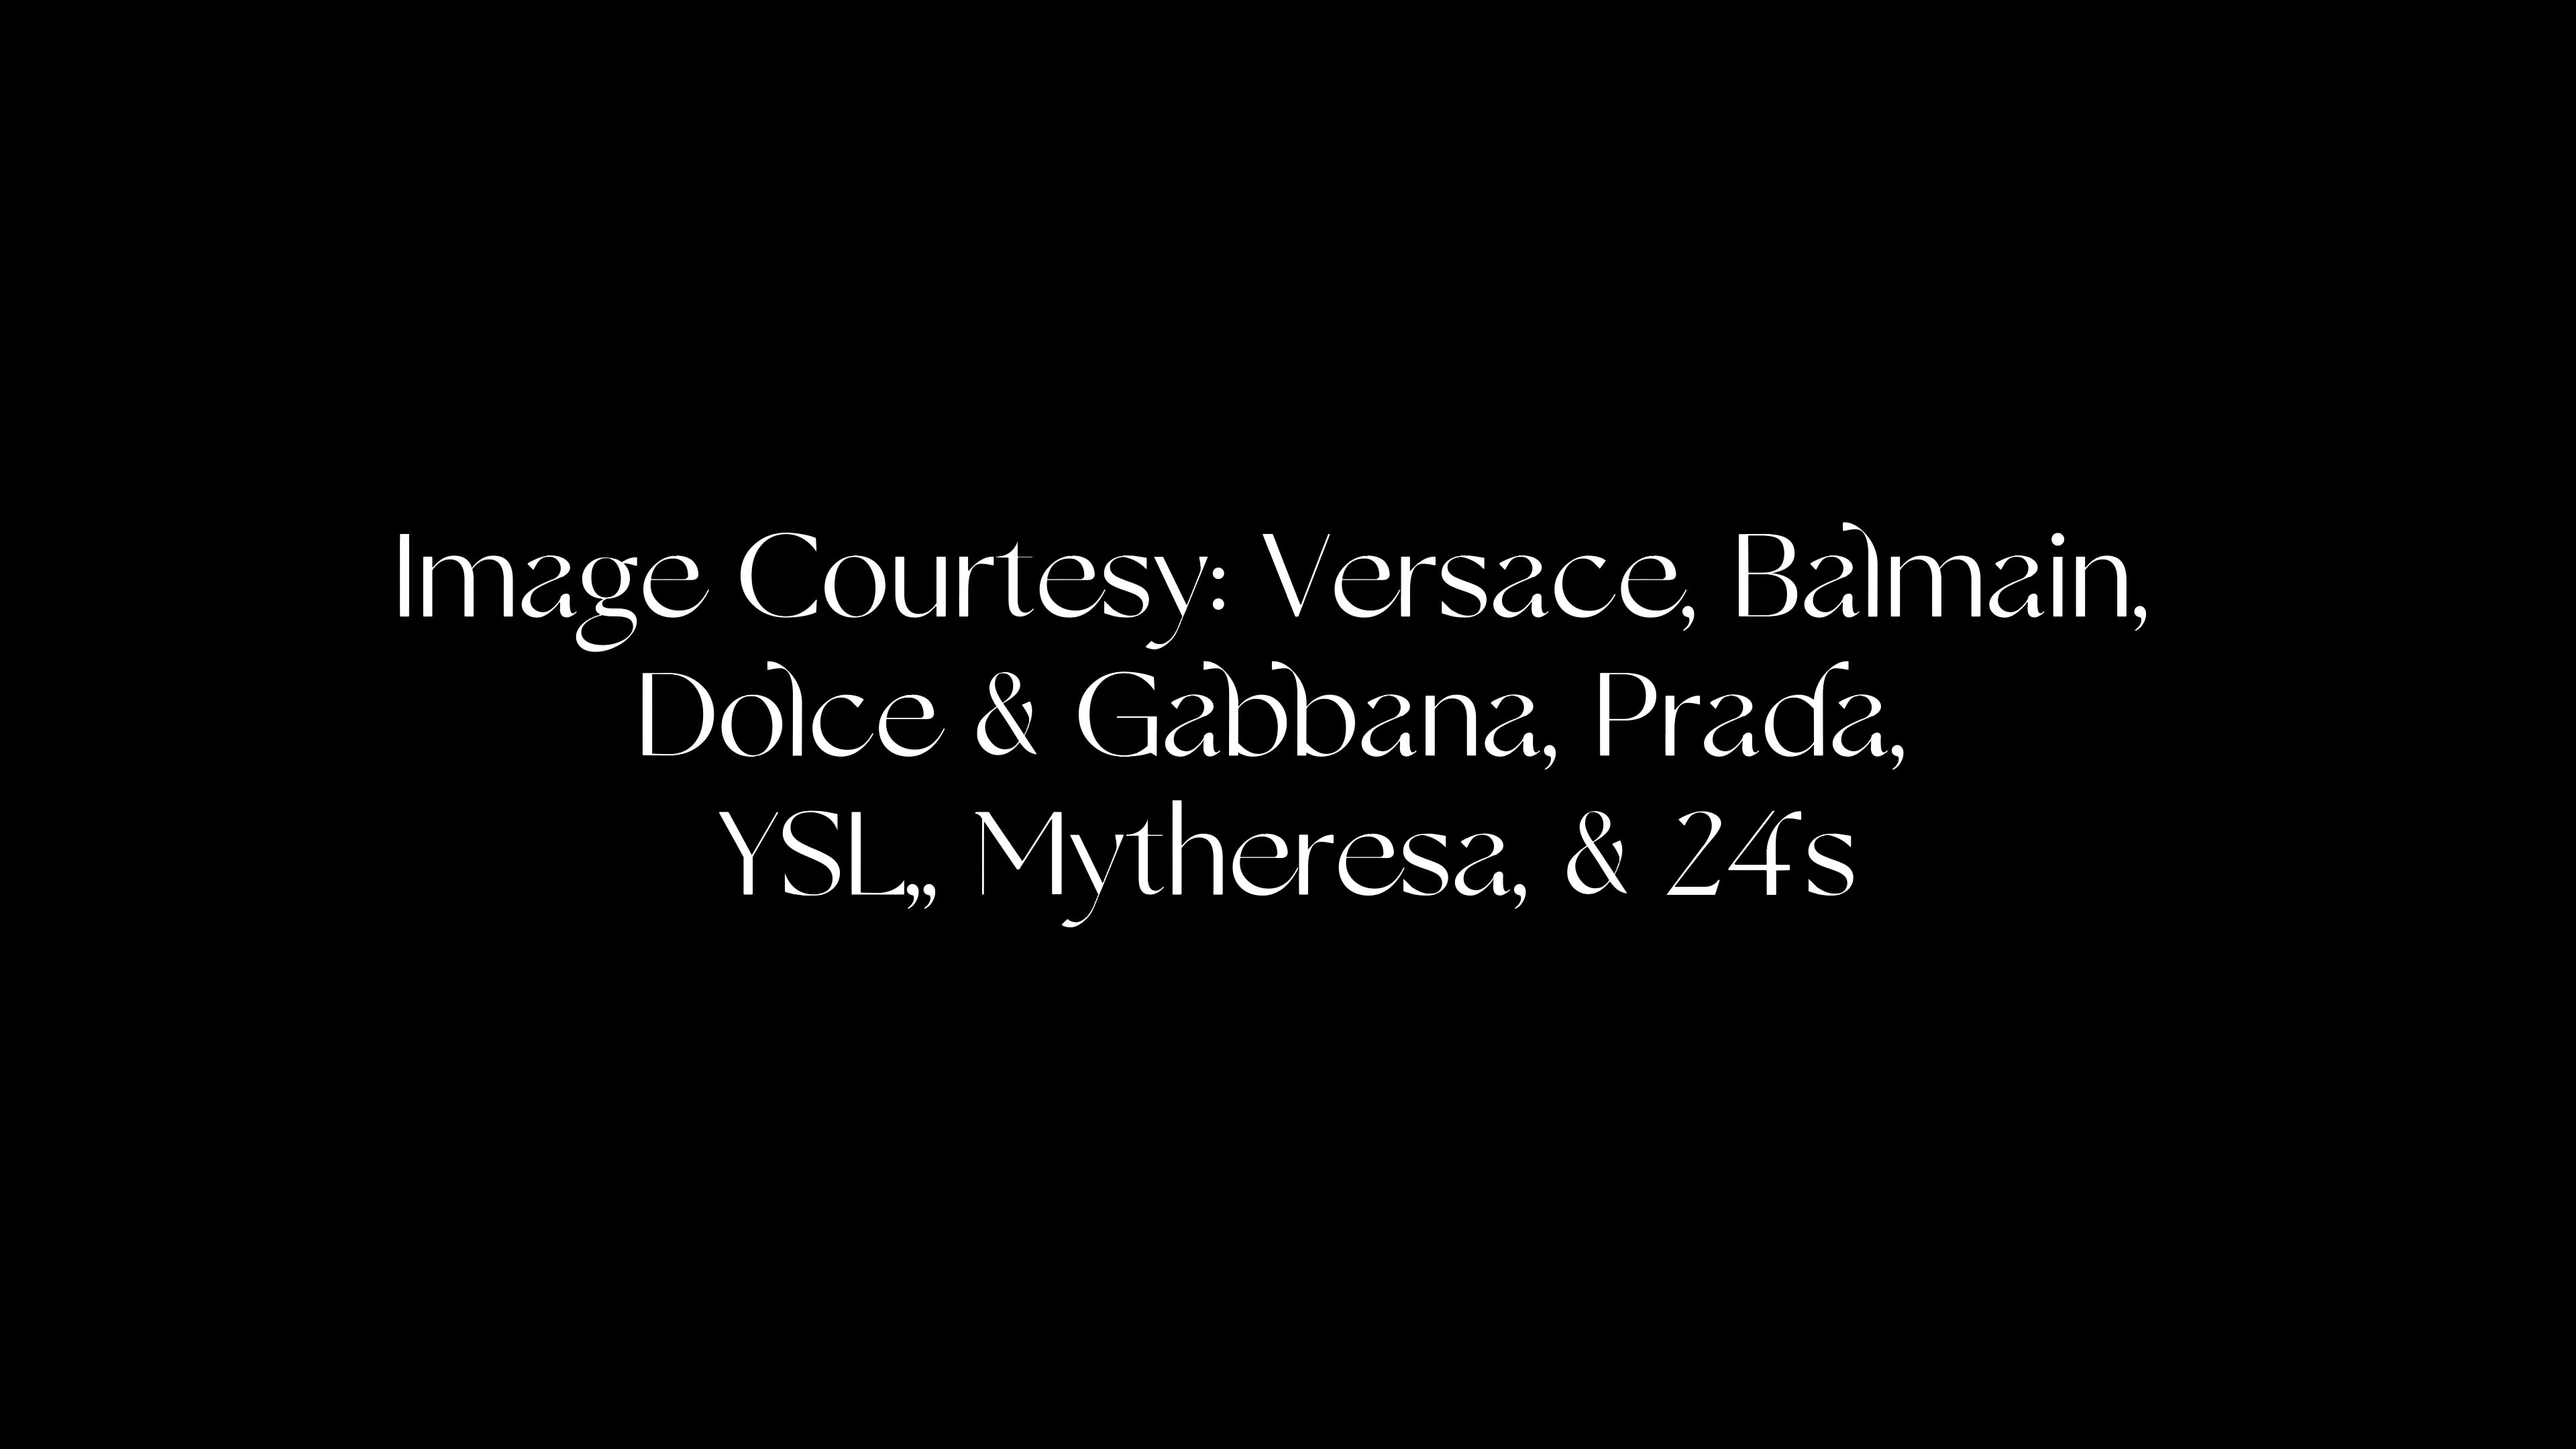 Image Courtesy: Versace, Balmain,
Dolce & Gabbana, Prada,
YSL,, Mytheresa, & 24s